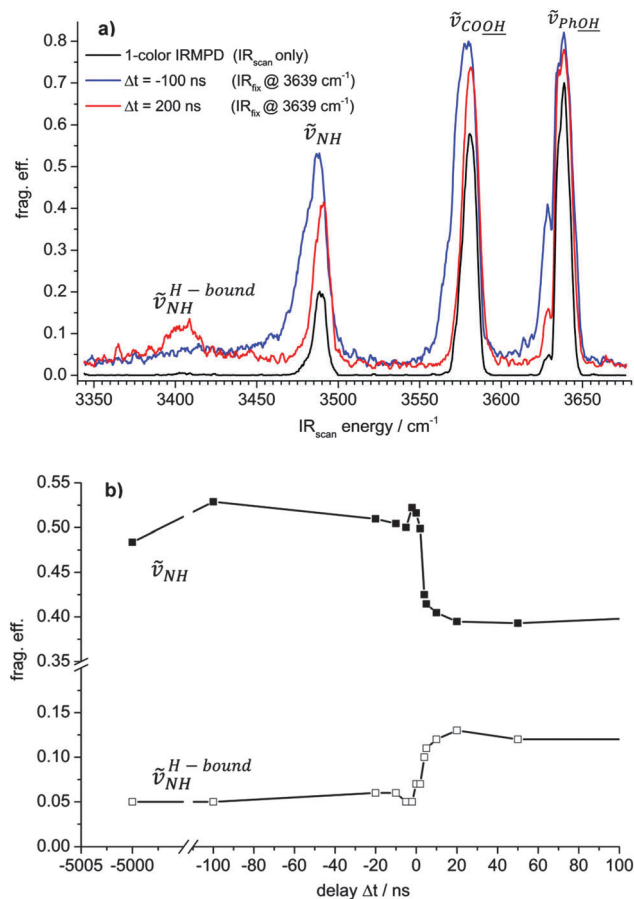 a)
ṽCOOH
ṽPhOH
1-color IRMPD (IRscan only)
Δt = -100 ns (IRfix @ 3639 cm-1)
Δt = 200 ns (IRfix @ 3639 cm-1)
ṽNH
ṽNH H-bound
frag. eff.
0.8
0.7
0.6
0.5
0.4
0.3
0.2
0.1
0.0
3350 3400 3450 3500 3550 3600 3650
IRscan energy / cm-1
b)
0.55
0.50
0.45
0.40
0.35
0.15
0.10
0.05
0.00
frag. eff.
ṽNH
ṽNH H-bound
-5005 -5000 -100 -80 -60 -40 -20 0 20 40 60 80 100
delay Δt / ns